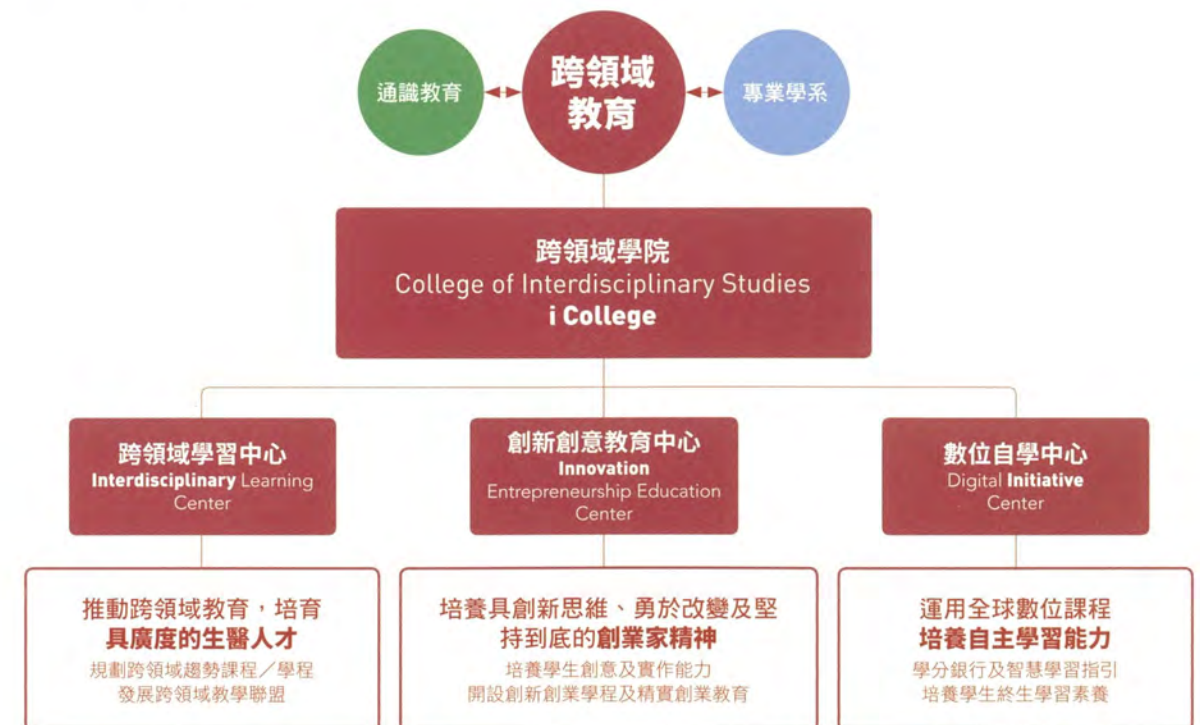 通識教育
跨領域
教育
專業學系
跨領域學院
College of Interdisciplinary Studies
i College
跨領域學習中心
Interdisciplinary Learning
Center
創新創意教育中心
Innovation
Entrepreneurship Education
Center
數位自學中心
Digital Initiative
Center
推動跨領域教育，培育
具廣度的生醫人才
規劃跨領域趨勢課程／學程
發展跨領域教學聯盟
培養具創新思維、勇於改變及堅
持到底的創業家精神
培養學生創意及實作能力
開設創新創業學程及精實創業教育
運用全球數位課程
培養自主學習能力
學分銀行及智慧學習指引
培養學生終生學習素養